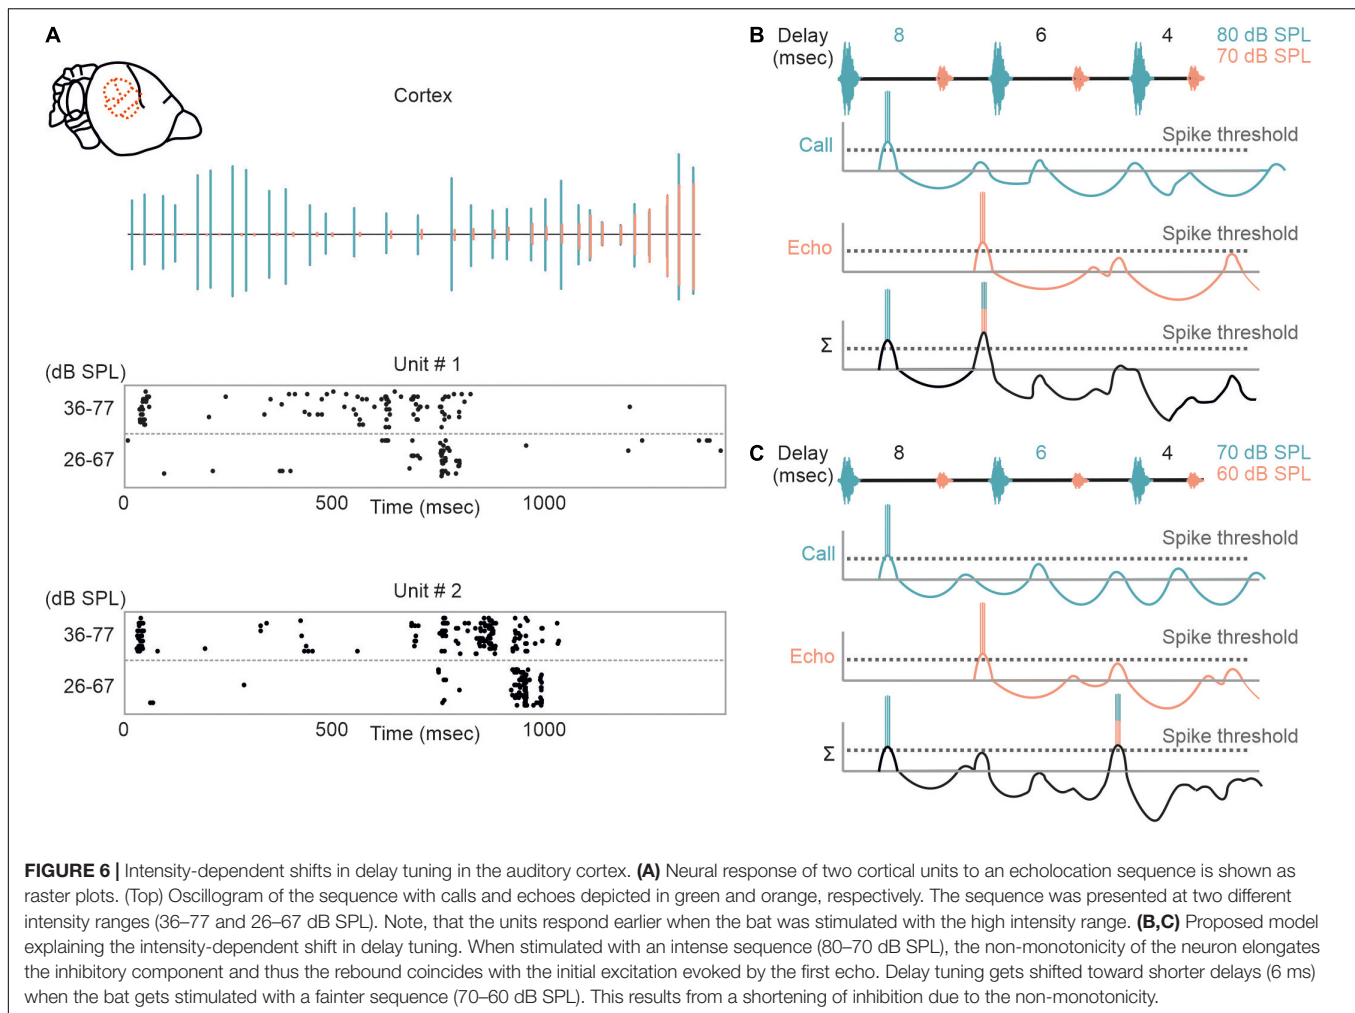 A
Cortex
(dB SPL)
Unit # 1
36-77
26-67
0
500
1000
Time (msec)
(dB SPL)
Unit # 2
36-77
26-67
0
500
1000
Time (msec)
B
Delay
(msec)
8
6
4
80 dB SPL
70 dB SPL
Call
Spike threshold
Echo
Spike threshold
Σ
Spike threshold
C
Delay
(msec)
8
6
4
70 dB SPL
60 dB SPL
Call
Spike threshold
Echo
Spike threshold
Σ
Spike threshold
FIGURE 6 | Intensity-dependent shifts in delay tuning in the auditory cortex. (A) Neural response of two cortical units to an echolocation sequence is shown as
raster plots. (Top) Oscillogram of the sequence with calls and echoes depicted in green and orange, respectively. The sequence was presented at two different
intensity ranges (36–77 and 26–67 dB SPL). Note, that the units respond earlier when the bat was stimulated with the high intensity range. (B,C) Proposed model
explaining the intensity-dependent shift in delay tuning. When stimulated with an intense sequence (80–70 dB SPL), the non-monotonicity of the neuron elongates
the inhibitory component and thus the rebound coincides with the initial excitation evoked by the first echo. Delay tuning gets shifted toward shorter delays (6 ms)
when the bat gets stimulated with a fainter sequence (70–60 dB SPL). This results from a shortening of inhibition due to the non-monotonicity.